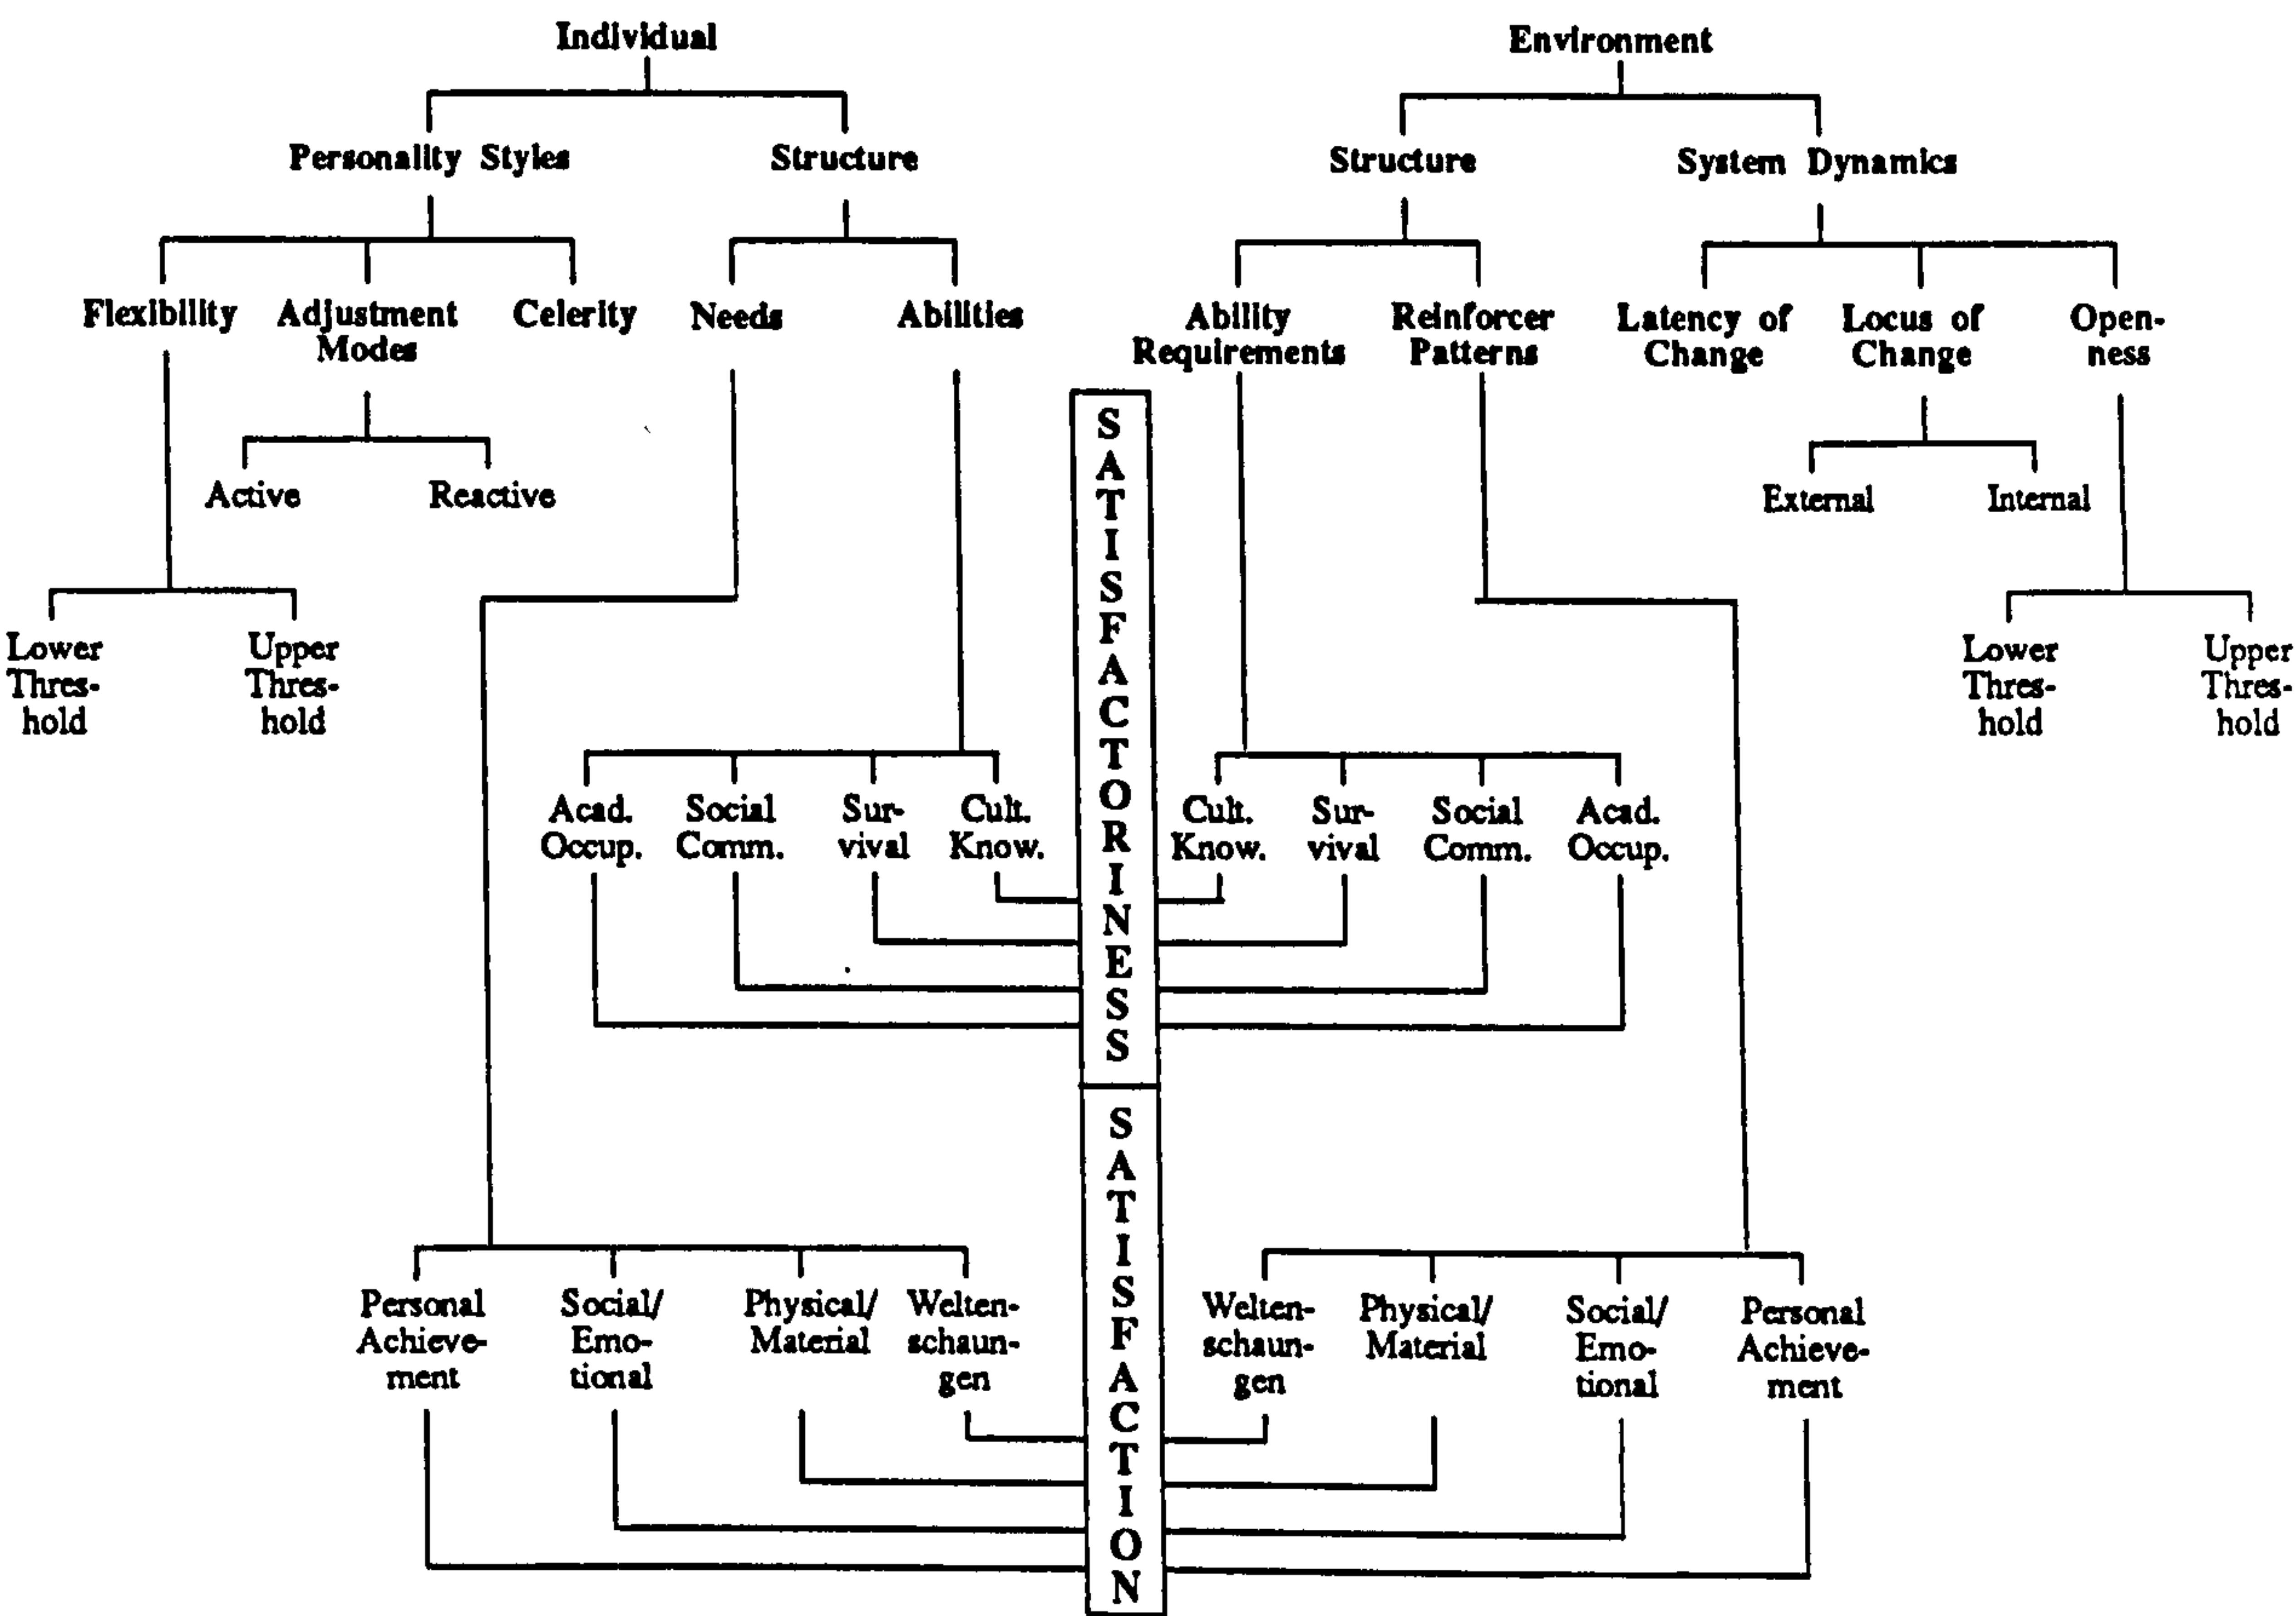 Individual
Environment
Personality Styles
Structure
Structure
System Dynamics
Flexibility
Adjustment
Modes
Celerity
Needs
Abilities
Ability
Requirements
Reinforcer
Patterns
Latency of
Change
Locus of
Change
Open-
ness
Active
Reactive
External
Internal
Lower
Thres-
hold
Upper
Thres-
hold
Lower
Thres-
hold
Upper
Thres-
hold
SATISFACTORINESS
Acad.
Occup.
Social
Comm.
Sur-
vival
Cult.
Know.
Cult.
Know.
Sur-
vival
Social
Comm.
Acad.
Occup.
SATISFACTION
Personal
Achieve-
ment
Social/
Emo-
tional
Physical/
Material
Welten-
schaun-
gen
Welten-
schaun-
gen
Physical/
Material
Social/
Emo-
tional
Personal
Achieve-
ment